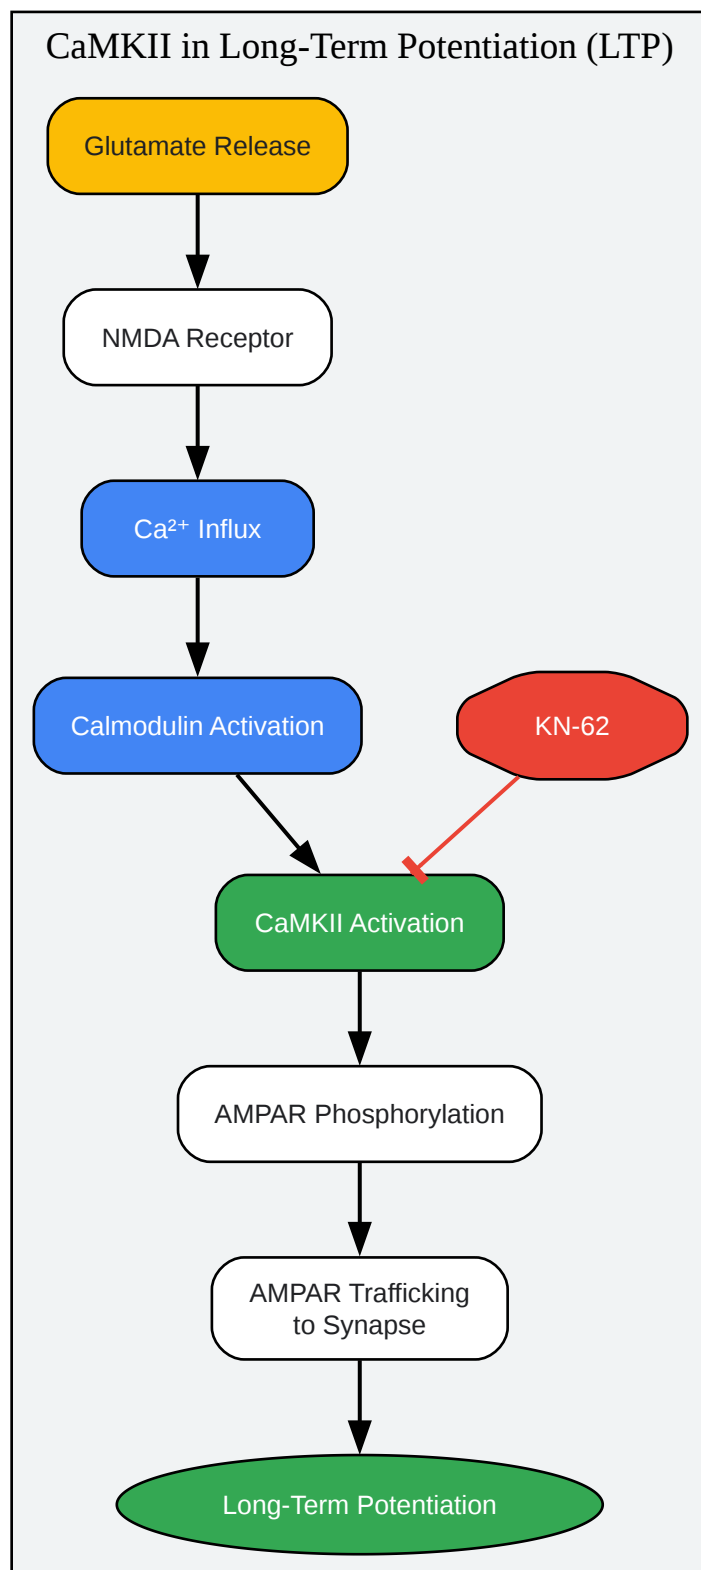 CaMKII in Long-Term Potentiation (LTP)
Glutamate Release
NMDA Receptor
Ca²⁺ Influx
Calmodulin Activation
KN-62
CaMKII Activation
AMPAR Phosphorylation
AMPAR Trafficking
to Synapse
Long-Term Potentiation